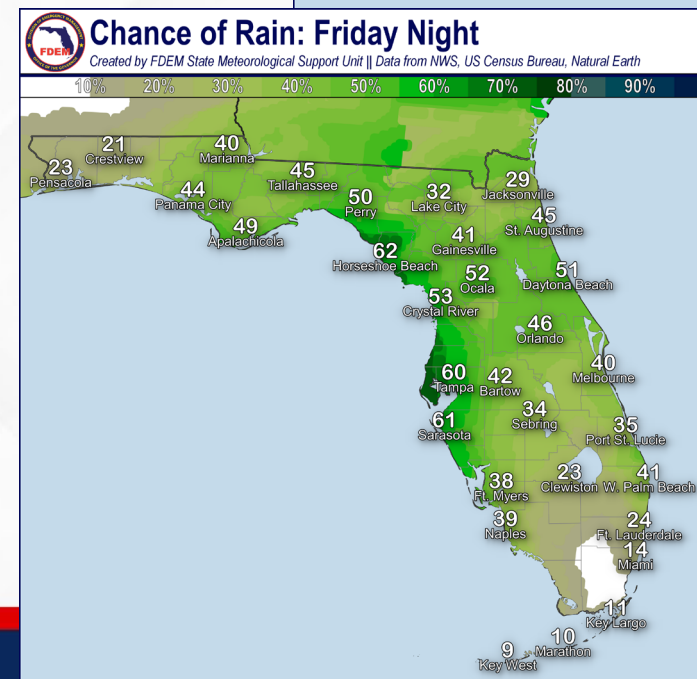 FDEM
Chance of Rain: Friday Night
Created by FDEM State Meteorological Support Unit || Data from NWS, US Census Bureau, Natural Earth
10% 20% 30% 40% 50% 60% 70% 80% 90%
21
Crestview
40
Marianna
23
Pensacola
45
Tallahassee
44
Panama City
50
Perry
32
Lake City
29
Jacksonville
49
Apalachicola
45
St. Augustine
41
Gainesville
62
Horseshoe Beach
52
Ocala
51
Daytona Beach
53
Crystal River
46
Orlando
60
Tampa
42
Bartow
40
Melbourne
34
Sebring
61
Sarasota
35
Port St. Lucie
38
Ft. Myers
23
Clewiston
41
W. Palm Beach
39
Naples
24
Ft. Lauderdale
14
Miami
11
Key Largo
10
Marathon
9
Key West